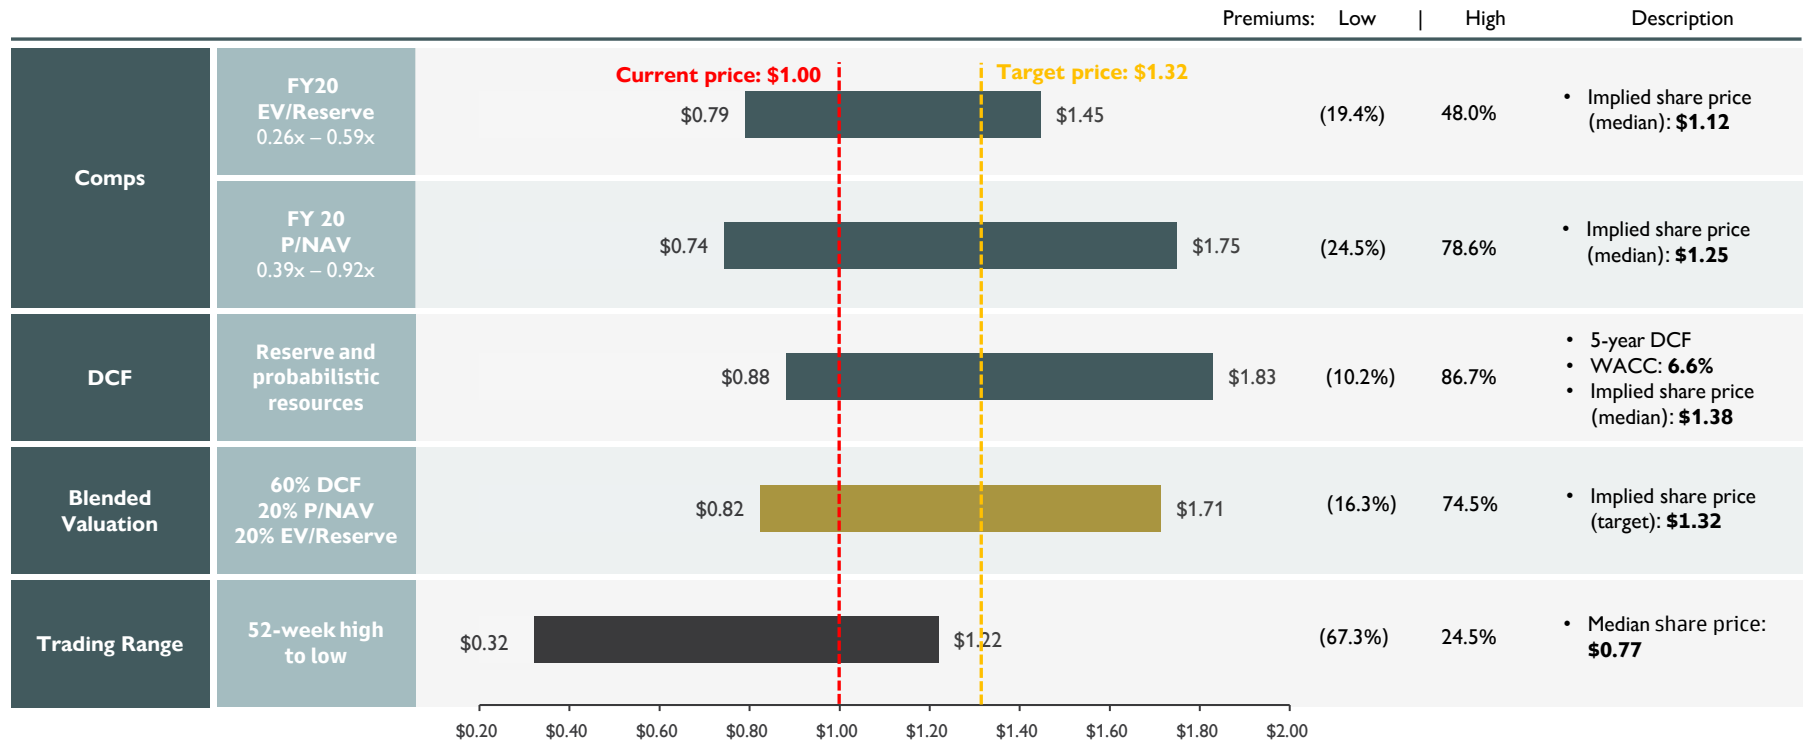 Premiums: Low | High Description
Current price: $1.00
Target price: $1.32
Comps
FY20
EV/Reserve
0.26x – 0.59x
$0.79
$1.45
(19.4%)
48.0%
• Implied share price
(median): $1.12
FY 20
P/NAV
0.39x – 0.92x
$0.74
$1.75
(24.5%)
78.6%
• Implied share price
(median): $1.25
DCF
Reserve and
probabilistic
resources
$0.88
$1.83
(10.2%)
86.7%
• 5-year DCF
• WACC: 6.6%
• Implied share price
(median): $1.38
Blended
Valuation
60% DCF
20% P/NAV
20% EV/Reserve
$0.82
$1.71
(16.3%)
74.5%
• Implied share price
(target): $1.32
Trading Range
52-week high
to low
$0.32
$1.22
(67.3%)
24.5%
• Median share price:
$0.77
$0.20 $0.40 $0.60 $0.80 $1.00 $1.20 $1.40 $1.60 $1.80 $2.00